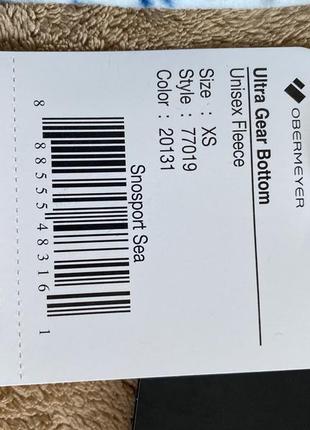 OBERMEYER
Ultra Gear Bottom
Unisex Fleece
Size : XS
Style : 77019
Color : 20131
Snosport Sea
8 88555 48316 1